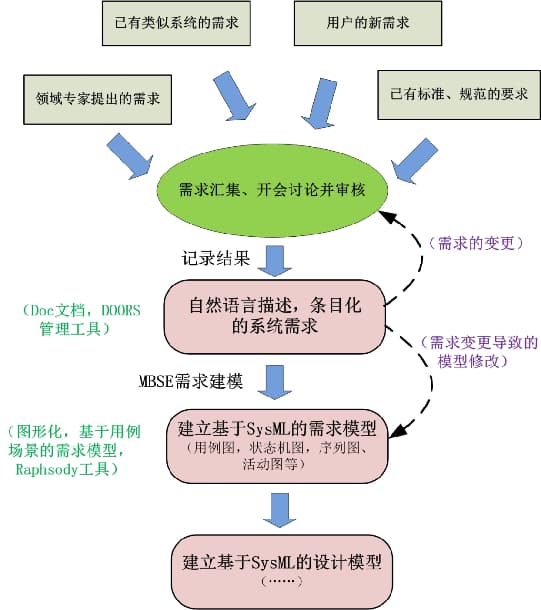 已有类似系统的需求
用户的新需求
领域专家提出的需求
已有标准、规范的要求
需求汇集、开会讨论并审核
（需求的变更）
记录结果
（Doc文档，DOORS
管理工具）
自然语言描述，条目化
的系统需求
（需求变更导致的
模型修改）
MBSE需求建模
（图形化，基于用例
场景的需求模型，
Raphsody工具）
建立基于SysML的需求模型
（用例图，状态机图，序列图、
活动图等）
建立基于SysML的设计模型
（……）